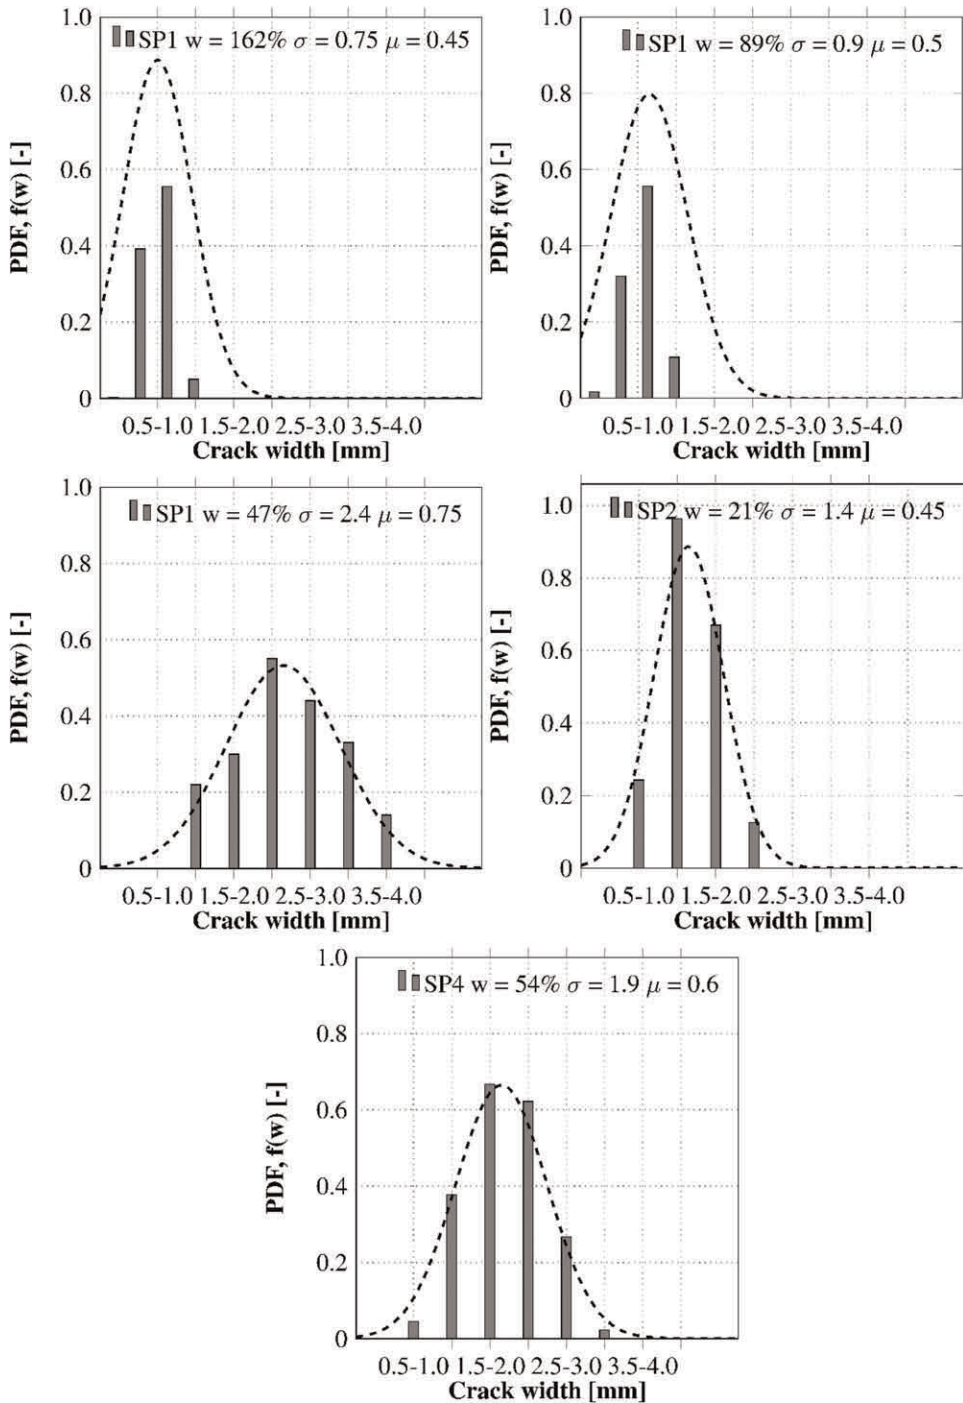 1.0
SP1 w = 162% σ = 0.75 μ = 0.45
0.8
0.6
0.4
0.2
0
PDF, f(w) [-]
0.5-1.0 1.5-2.0 2.5-3.0 3.5-4.0
Crack width [mm]
1.0
SP1 w = 89% σ = 0.9 μ = 0.5
0.8
0.6
0.4
0.2
0
PDF, f(w) [-]
0.5-1.0 1.5-2.0 2.5-3.0 3.5-4.0
Crack width [mm]
1.0
SP1 w = 47% σ = 2.4 μ = 0.75
0.8
0.6
0.4
0.2
0
PDF, f(w) [-]
0.5-1.0 1.5-2.0 2.5-3.0 3.5-4.0
Crack width [mm]
1.0
SP2 w = 21% σ = 1.4 μ = 0.45
0.8
0.6
0.4
0.2
0
PDF, f(w) [-]
0.5-1.0 1.5-2.0 2.5-3.0 3.5-4.0
Crack width [mm]
1.0
SP4 w = 54% σ = 1.9 μ = 0.6
0.8
0.6
0.4
0.2
0
PDF, f(w) [-]
0.5-1.0 1.5-2.0 2.5-3.0 3.5-4.0
Crack width [mm]